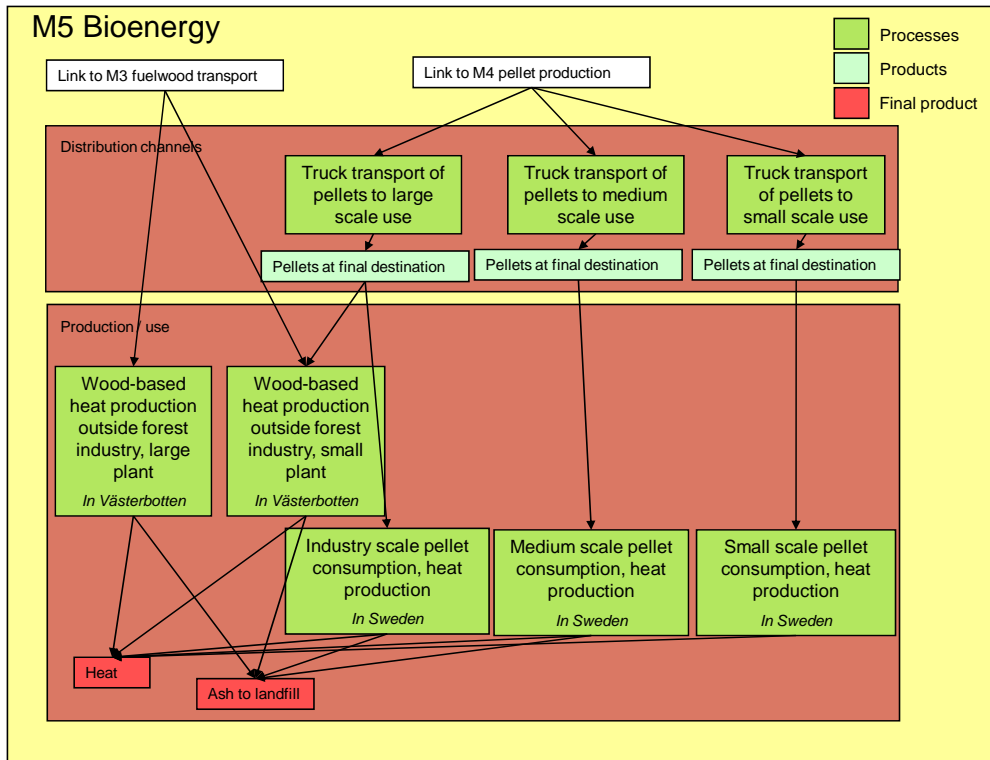 M5 Bioenergy
Processes
Products
Final product
Link to M3 fuelwood transport
Link to M4 pellet production
Distribution channels
Truck transport of
pellets to large
scale use
Truck transport of
pellets to medium
scale use
Truck transport
of pellets to
small scale use
Pellets at final destination
Pellets at final destination
Pellets at final destination
Production / use
Wood-based
heat production
outside forest
industry, large
plant
In Västerbotten
Wood-based
heat production
outside forest
industry, small
plant
In Västerbotten
Industry scale pellet
consumption, heat
production
In Sweden
Medium scale pellet
consumption, heat
production
In Sweden
Small scale pellet
consumption, heat
production
In Sweden
Heat
Ash to landfill